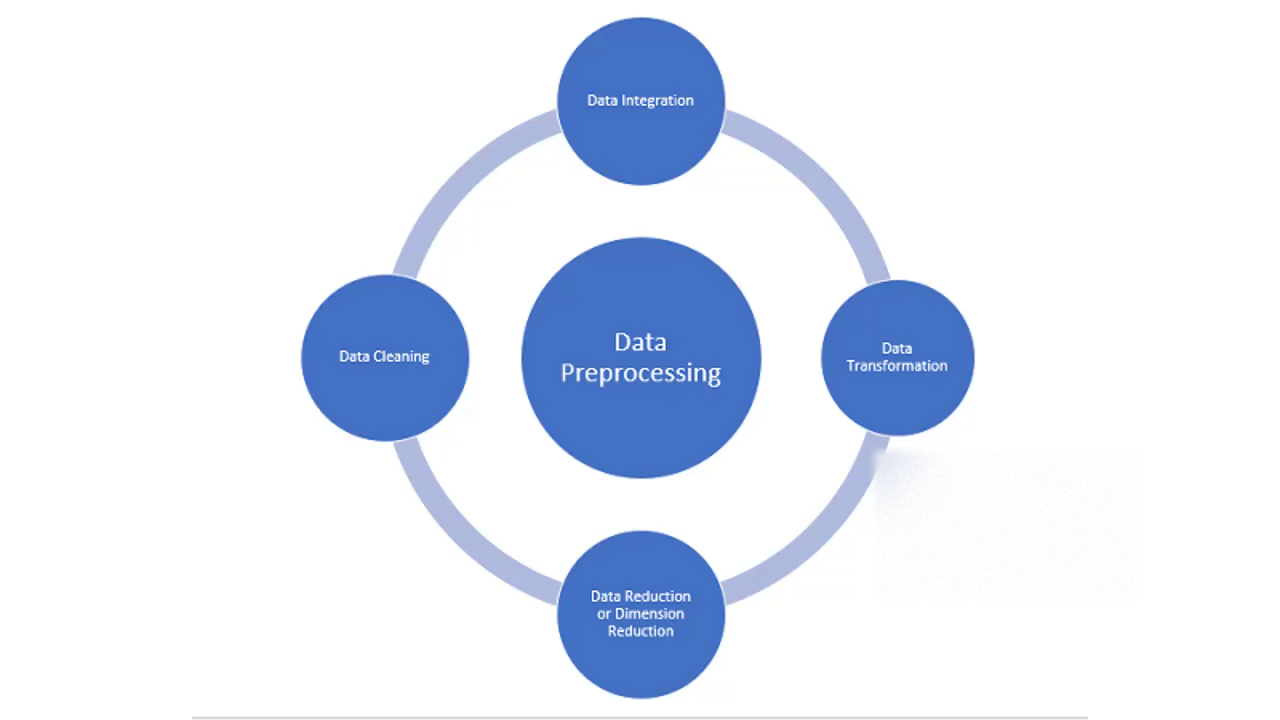 Data Integration
Data Cleaning
Data
Preprocessing
Data
Transformation
Data Reduction
or Dimension
Reduction